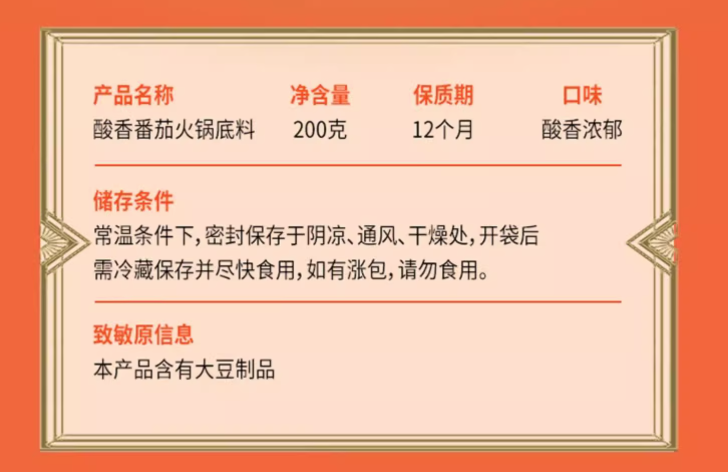 产品名称 净含量 保质期 口味
酸香番茄火锅底料 200克 12个月 酸香浓郁
储存条件
常温条件下,密封保存于阴凉、通风、干燥处,开袋后
需冷藏保存并尽快食用,如有涨包,请勿食用。
致敏原信息
本产品含有大豆制品